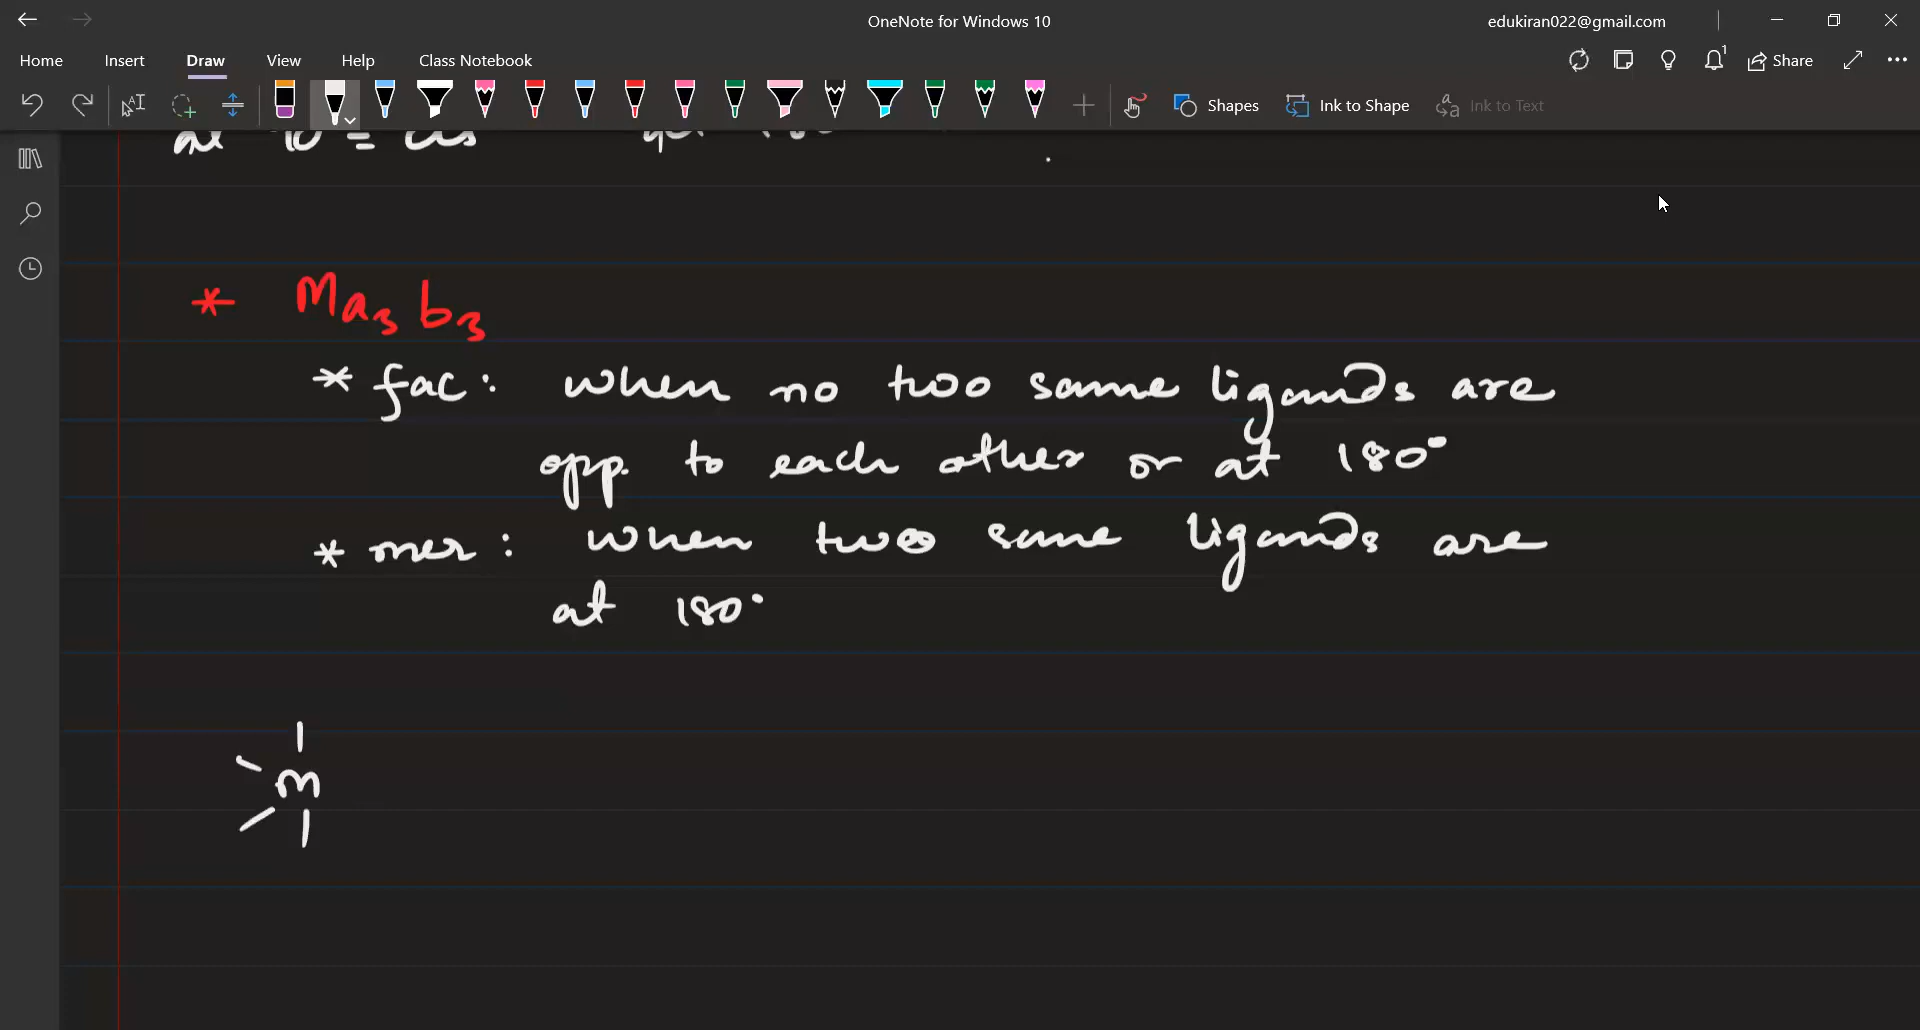 OneNote for Windows 10
edukiran022@gmail.com
Home Insert Draw View Help Class Notebook
1 Share
Shapes Ink to Shape Ink to Text
* Ma3 b3
* fac: when no two same ligands are
opp. to each other or at 180°
* mer: when two same ligands are
at 180°
M